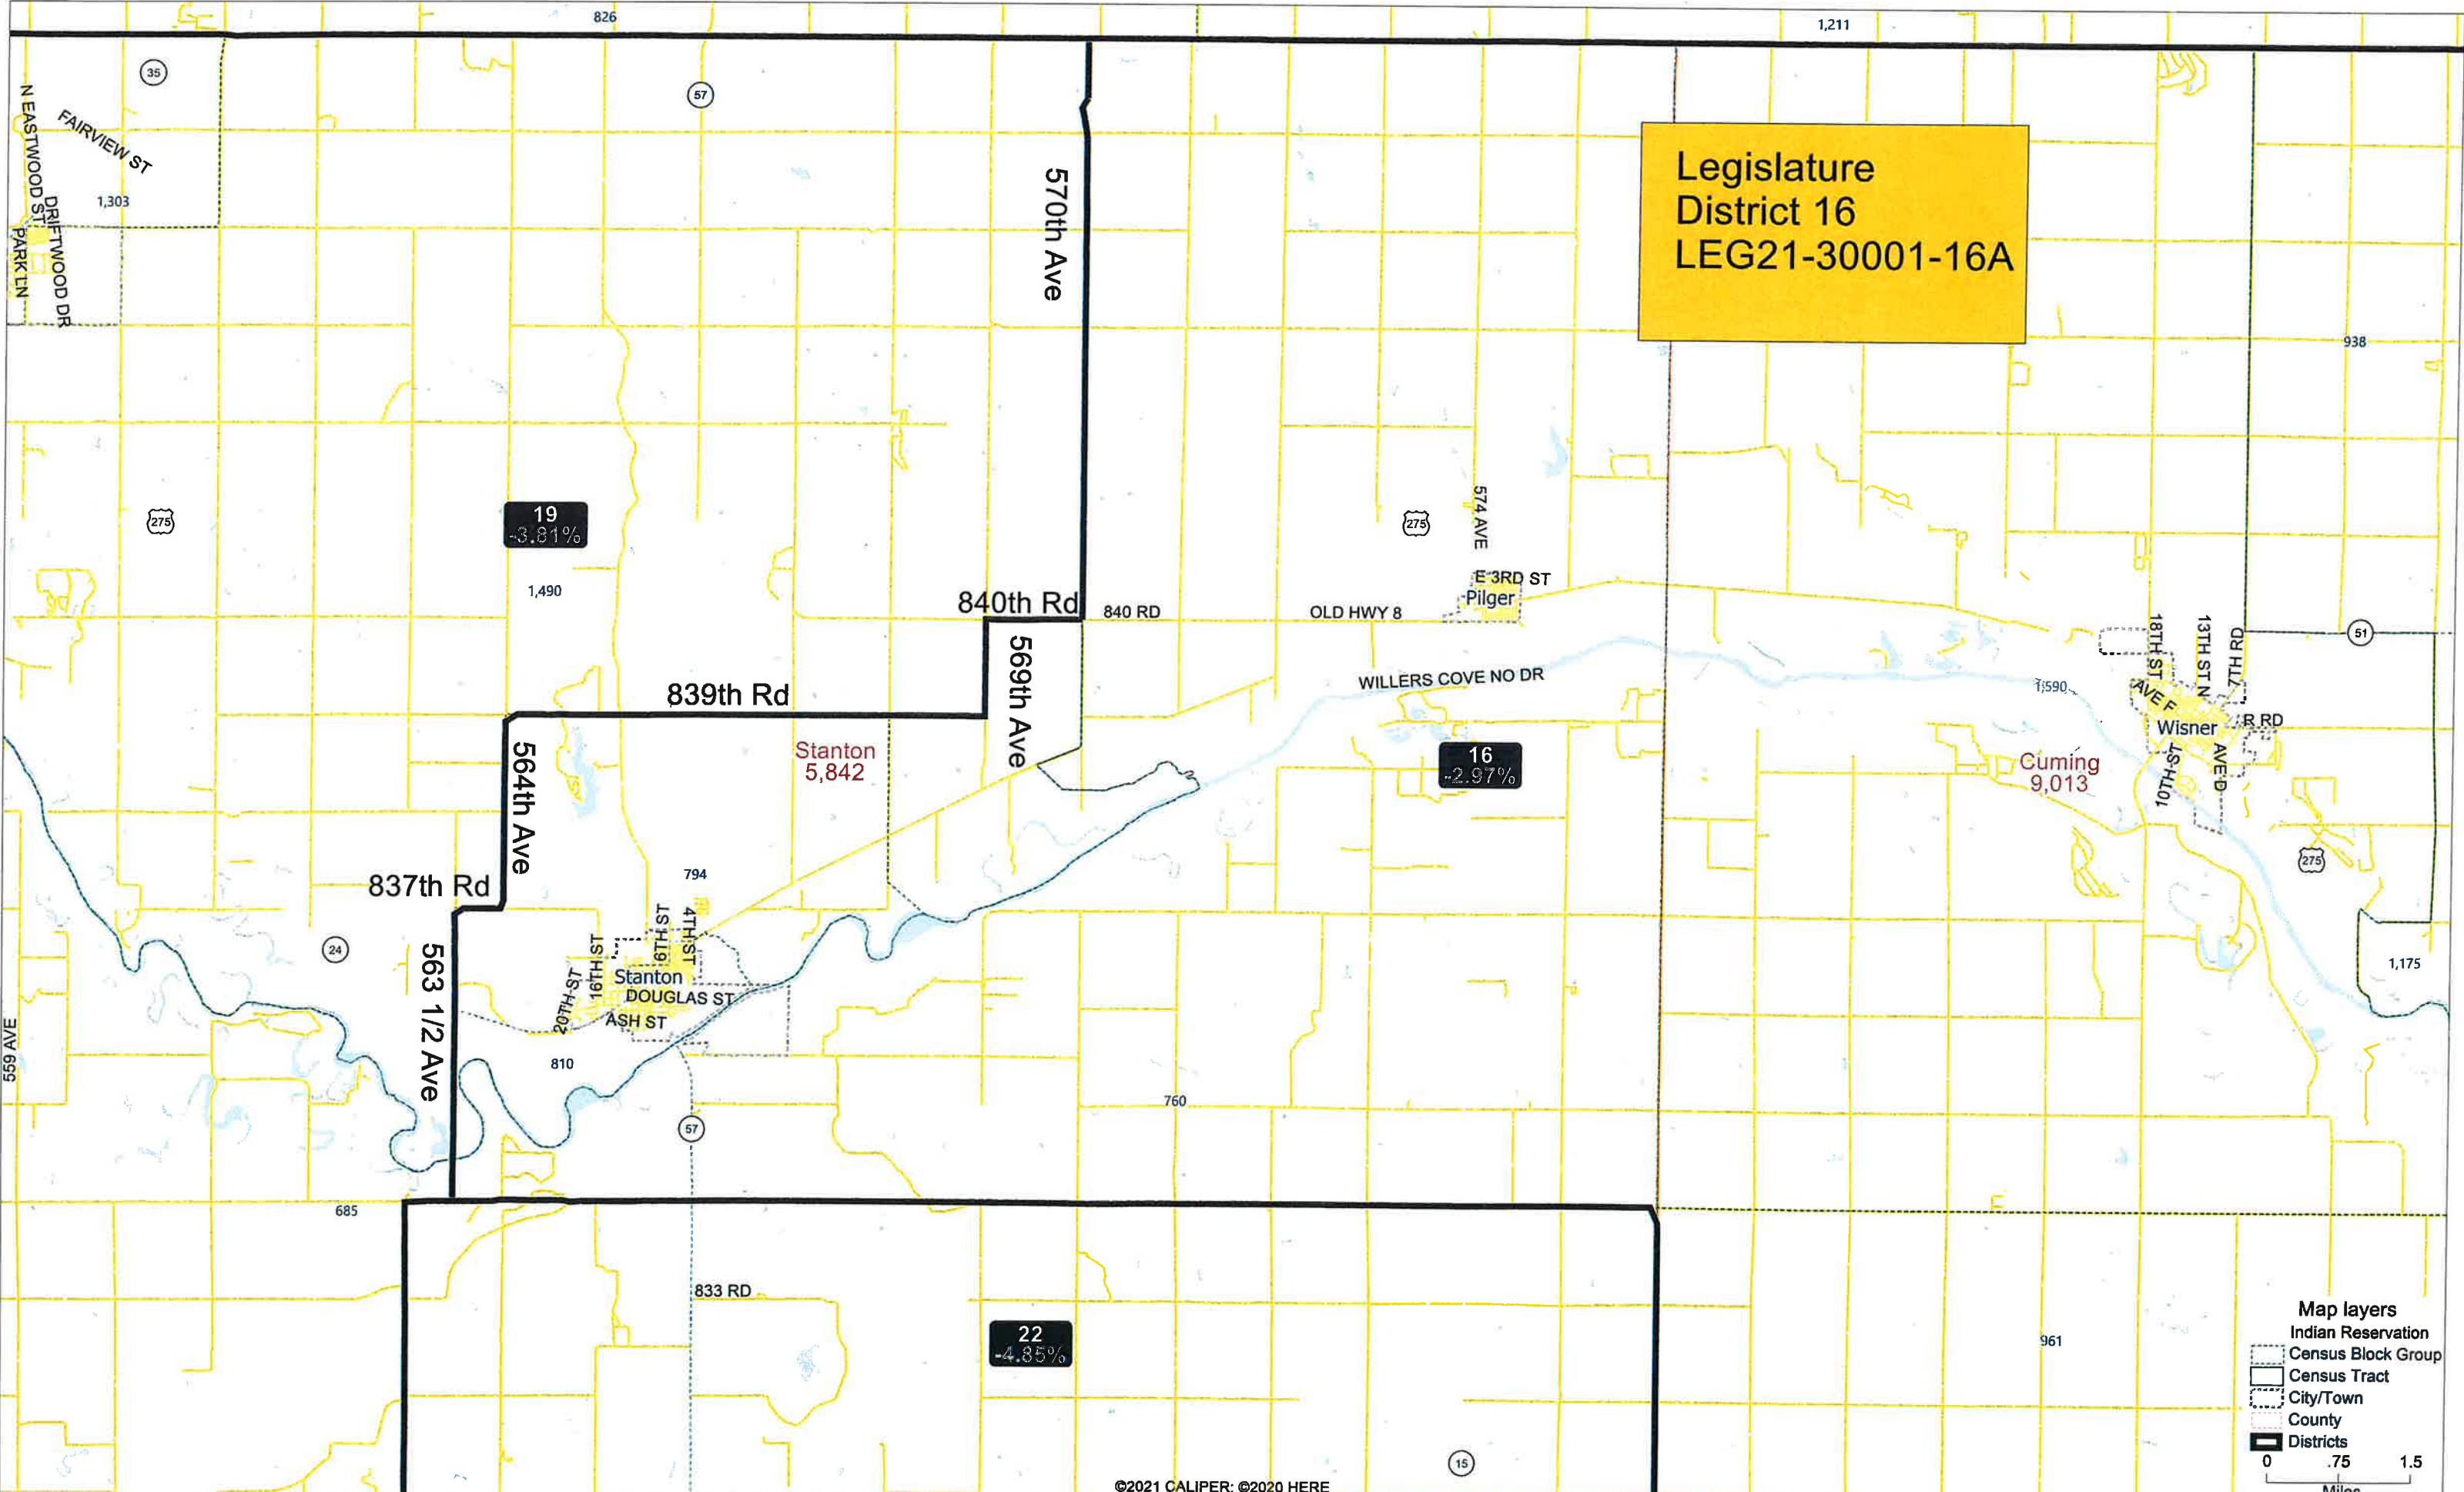 826
1,211
35
57
N EASTWOOD ST
FAIRVIEW ST
1,303
DRIFTWOOD DR
PARK LN
570th Ave
Legislature
District 16
LEG21-30001-16A
938
275
19
-3.81%
1,490
275
574 AVE
E 3RD ST
Pilger
840th Rd
840 RD
OLD HWY 8
569th Ave
18TH ST
13TH ST N
7TH RD
51
839th Rd
WILLERS COVE NO DR
1,590
AVE F
Wisner
R RD
564th Ave
Stanton
5,842
16
-2.97%
Cuming
9,013
10TH ST
AVE D
275
837th Rd
794
24
563 1/2 Ave
6TH ST
4TH ST
16TH ST
20TH ST
Stanton
DOUGLAS ST
ASH ST
1,175
559 AVE
810
760
57
685
833 RD
22
-4.85%
961
15
Map layers
Indian Reservation
Census Block Group
Census Tract
City/Town
County
Districts
0 .75 1.5
Miles
©2021 CALIPER; ©2020 HERE